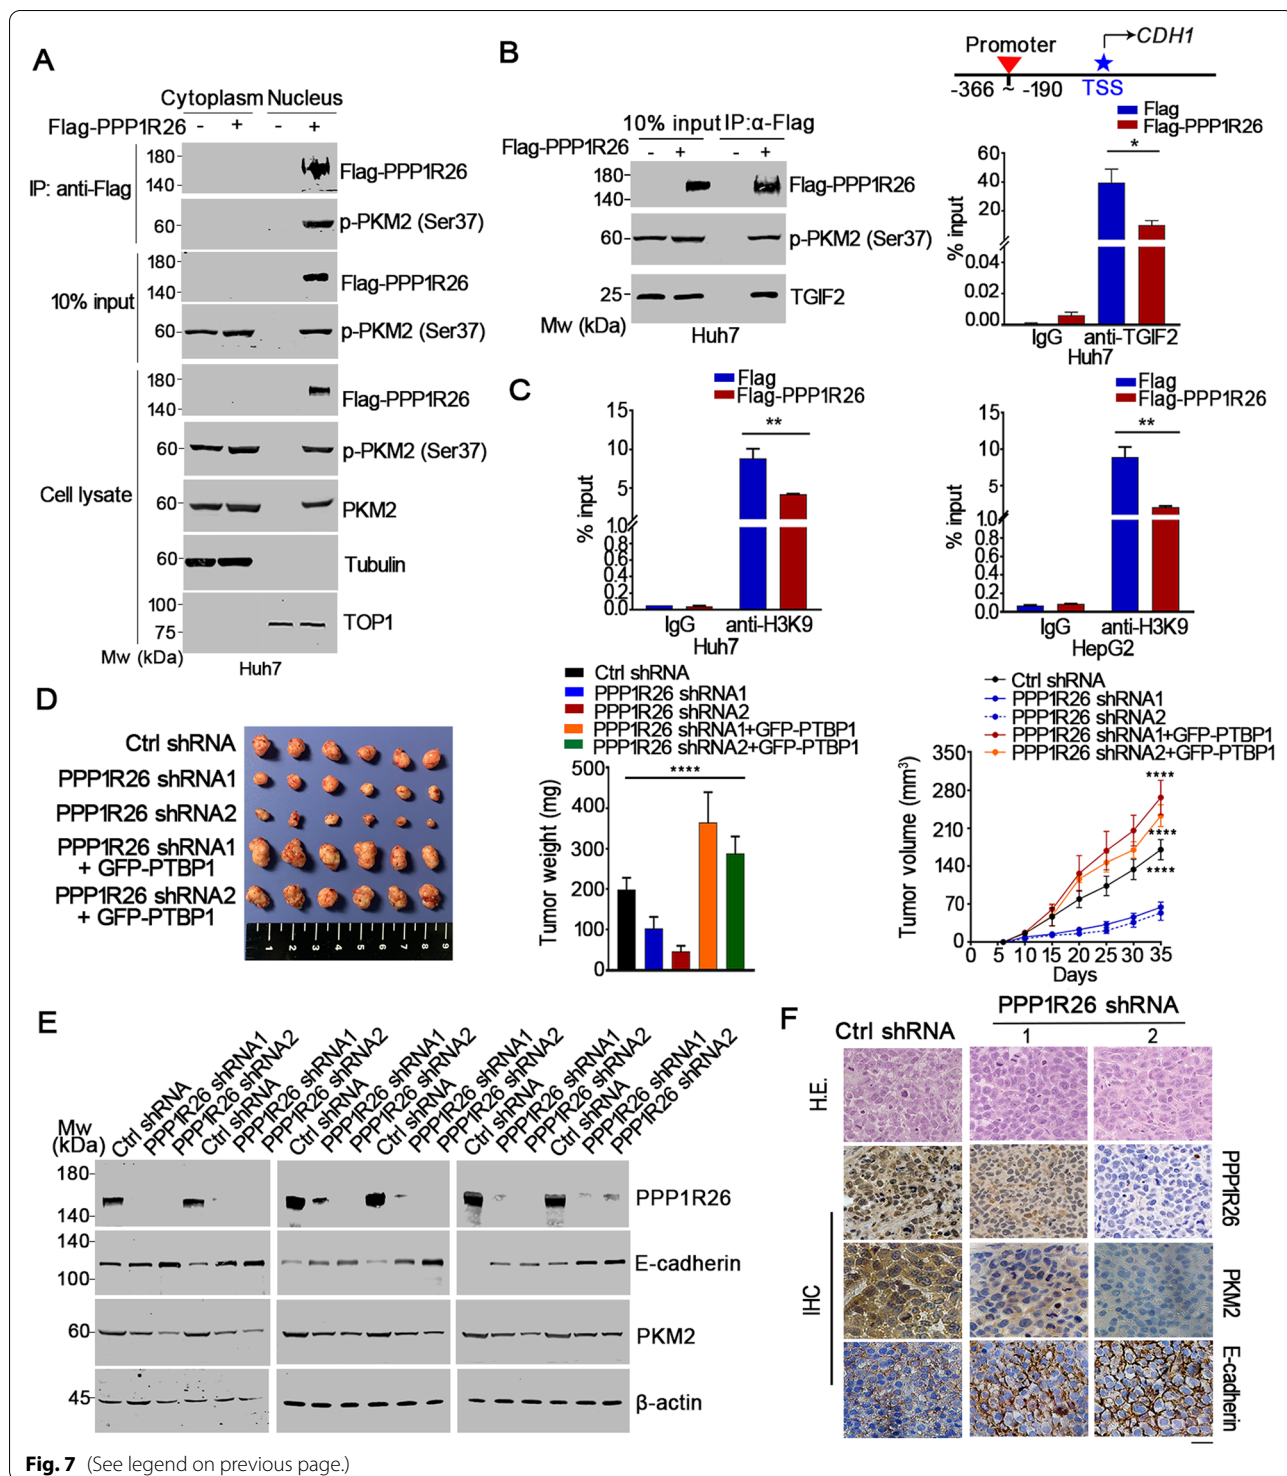 A
Cytoplasm Nucleus
Flag-PPP1R26 - + - +
IP: anti-Flag
180
140
Flag-PPP1R26
60
p-PKM2 (Ser37)
10% input
180
140
Flag-PPP1R26
60
p-PKM2 (Ser37)
Cell lysate
180
140
Flag-PPP1R26
60
p-PKM2 (Ser37)
60
PKM2
60
Tubulin
100
75
TOP1
Mw (kDa)
Huh7
B
10% input IP:α-Flag
Flag-PPP1R26 - + - +
180
140
Flag-PPP1R26
60
p-PKM2 (Ser37)
25
TGIF2
Mw (kDa)
Huh7
Promoter
CDH1
-366 ~ -190
TSS
Flag
Flag-PPP1R26
*
% input
60
40
20
0.04
0.02
0.00
IgG anti-TGIF2
Huh7
C
Flag
Flag-PPP1R26
**
% input
15
10
5
1.0
0.8
0.6
0.4
0.2
0.0
IgG anti-H3K9
Huh7
Flag
Flag-PPP1R26
**
% input
15
10
5
1.0
0.8
0.6
0.4
0.2
0.0
IgG anti-H3K9
HepG2
D
Ctrl shRNA
PPP1R26 shRNA1
PPP1R26 shRNA2
PPP1R26 shRNA1
+ GFP-PTBP1
PPP1R26 shRNA2
+ GFP-PTBP1
1 2 3 4 5 6 7 8 9
Ctrl shRNA
PPP1R26 shRNA1
PPP1R26 shRNA2
PPP1R26 shRNA1+GFP-PTBP1
PPP1R26 shRNA2+GFP-PTBP1
****
Tumor weight (mg)
500
400
300
200
100
0
Ctrl shRNA
PPP1R26 shRNA1
PPP1R26 shRNA2
PPP1R26 shRNA1+GFP-PTBP1
PPP1R26 shRNA2+GFP-PTBP1
Tumor volume (mm³)
350
280
210
140
70
0
****
****
****
0 5 10 15 20 25 30 35
Days
E
Mw
(kDa)
Ctrl shRNA
PPP1R26 shRNA1
PPP1R26 shRNA2
Ctrl shRNA
PPP1R26 shRNA1
PPP1R26 shRNA2
Ctrl shRNA
PPP1R26 shRNA1
PPP1R26 shRNA2
Ctrl shRNA
PPP1R26 shRNA1
PPP1R26 shRNA2
Ctrl shRNA
PPP1R26 shRNA1
PPP1R26 shRNA2
Ctrl shRNA
PPP1R26 shRNA1
PPP1R26 shRNA2
180
140
PPP1R26
140
100
E-cadherin
60
PKM2
45
β-actin
F
Ctrl shRNA
PPP1R26 shRNA
1 2
H.E.
IHC
PPP1R26
PKM2
E-cadherin
Fig. 7 (See legend on previous page.)